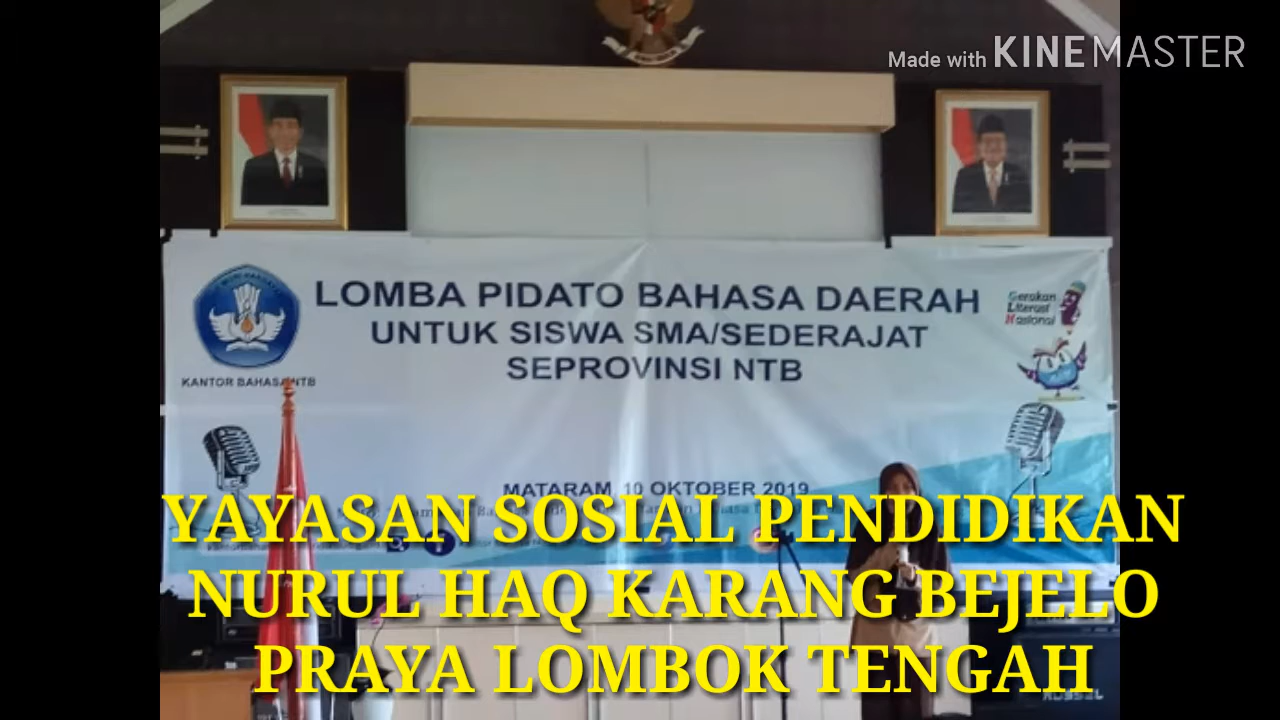 Made with KINEMASTER
LOMBA PIDATO BAHASA DAERAH
UNTUK SISWA SMA/SEDERAJAT
SEPROVINSI NTB
Gerakan
Literasi
Nasional
KANTOR BAHASA NTB
MATARAM, 10 OKTOBER 2019
YAYASAN SOSIAL PENDIDIKAN
NURUL HAQ KARANG BEJELO
PRAYA LOMBOK TENGAH